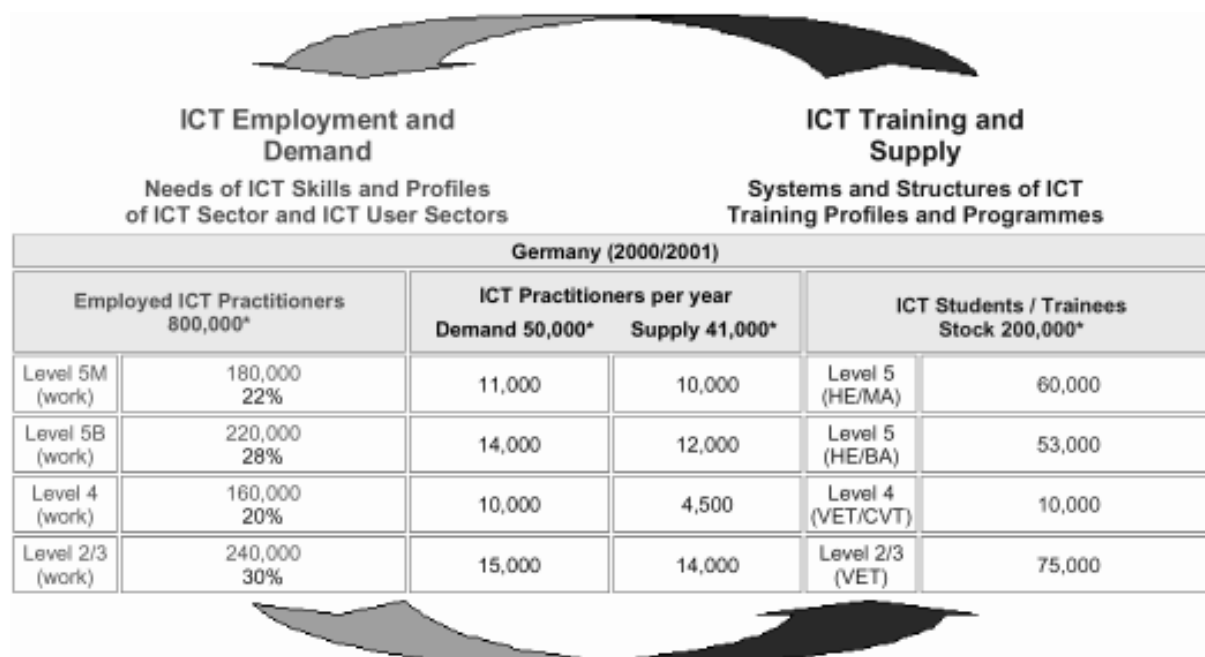 ICT Employment and
Demand
Needs of ICT Skills and Profiles
of ICT Sector and ICT User Sectors
ICT Training and
Supply
Systems and Structures of ICT
Training Profiles and Programmes
Germany (2000/2001)
Employed ICT Practitioners
800,000*
ICT Practitioners per year
Demand 50,000* Supply 41,000*
ICT Students / Trainees
Stock 200,000*
Level 5M
(work)
180,000
22%
11,000
10,000
Level 5
(HE/MA)
60,000
Level 5B
(work)
220,000
28%
14,000
12,000
Level 5
(HE/BA)
53,000
Level 4
(work)
160,000
20%
10,000
4,500
Level 4
(VET/CVT)
10,000
Level 2/3
(work)
240,000
30%
15,000
14,000
Level 2/3
(VET)
75,000